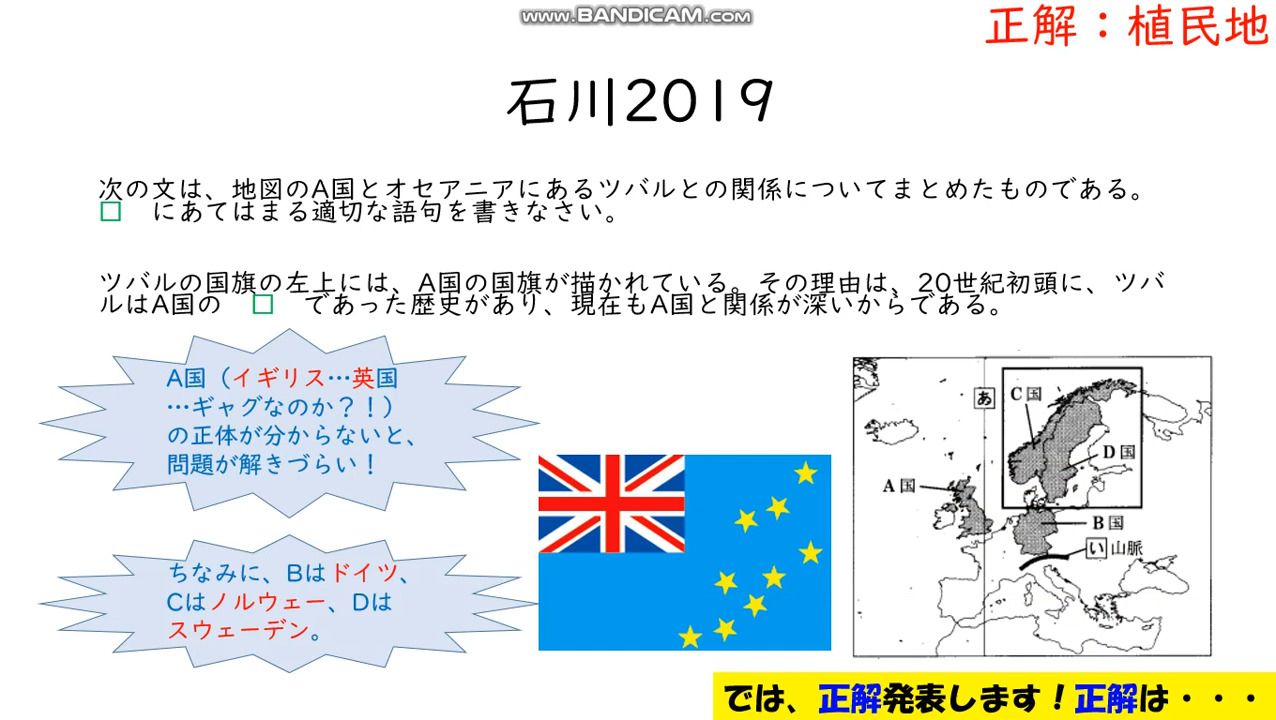 www.BANDICAM.com
正解：植民地
石川2019
次の文は、地図のA国とオセアニアにあるツバルとの関係についてまとめたものである。
□ にあてはまる適切な語句を書きなさい。
ツバルの国旗の左上には、A国の国旗が描かれている。その理由は、20世紀初頭に、ツバ
ルはA国の □ であった歴史があり、現在もA国と関係が深いからである。
A国（イギリス…英国
…ギャグなのか？！）
の正体が分からないと、
問題が解きづらい！
ちなみに、Bはドイツ、
Cはノルウェー、Dは
スウェーデン。
あ
C国
D国
A国
B国
い山脈
では、正解発表します！正解は・・・